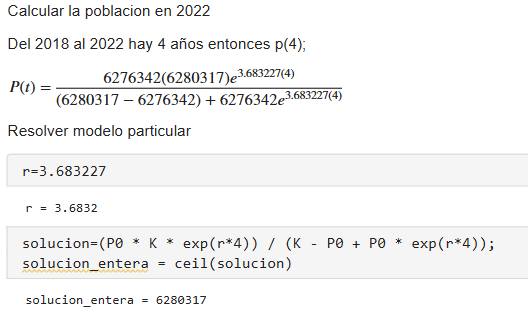 Calcular la poblacion en 2022
Del 2018 al 2022 hay 4 años entonces p(4);
P(t) = 6276342(6280317)e^3.683227(4) / (6280317 − 6276342) + 6276342e^3.683227(4)
Resolver modelo particular
r=3.683227
r = 3.6832
solucion=(P0 * K * exp(r*4)) / (K - P0 + P0 * exp(r*4));
solucion_entera = ceil(solucion)
solucion_entera = 6280317